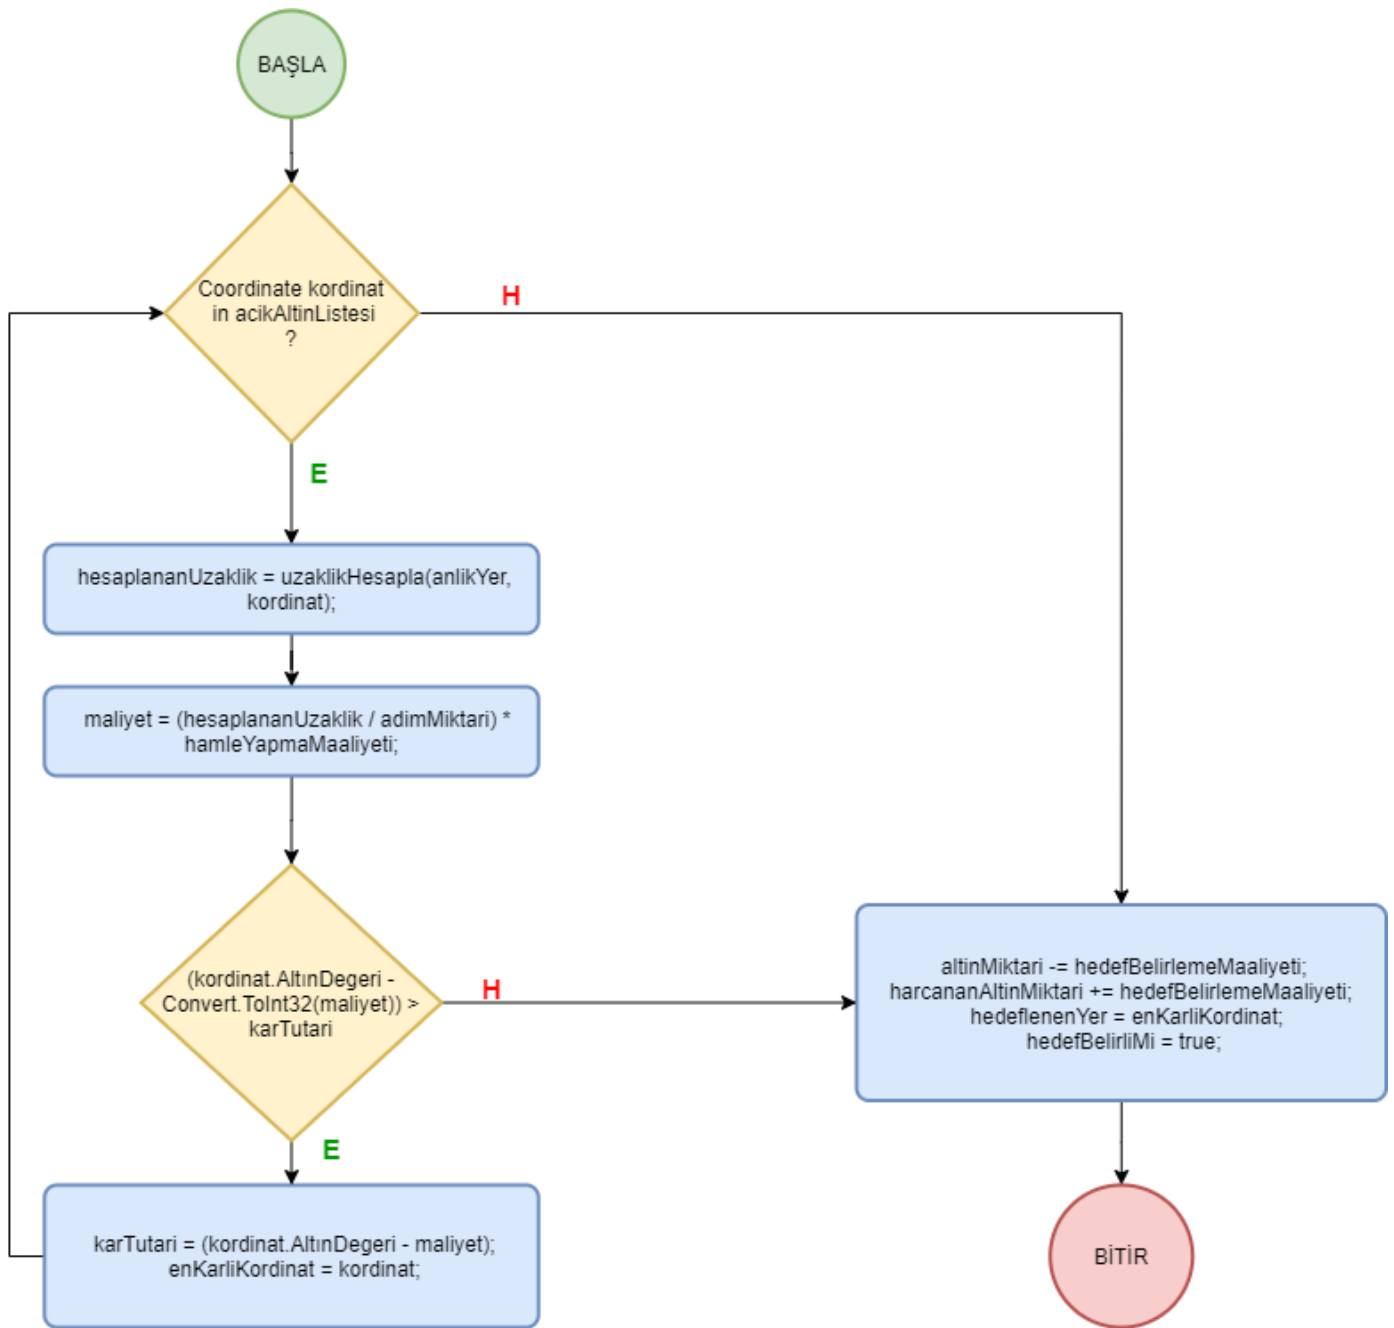 BAŞLA
Coordinate kordinat
in acikAltinListesi
?
H
E
hesaplananUzaklik = uzaklikHesapla(anlikYer,
kordinat);
maliyet = (hesaplananUzaklik / adimMiktari) *
hamleYapmaMaaliyeti;
(kordinat.AltınDegeri -
Convert.ToInt32(maliyet)) >
karTutari
H
altinMiktari -= hedefBelirlemeMaaliyeti;
harcananAltinMiktari += hedefBelirlemeMaaliyeti;
hedeflenenYer = enKarliKordinat;
hedefBelirliMi = true;
E
karTutari = (kordinat.AltınDegeri - maliyet);
enKarliKordinat = kordinat;
BİTİR